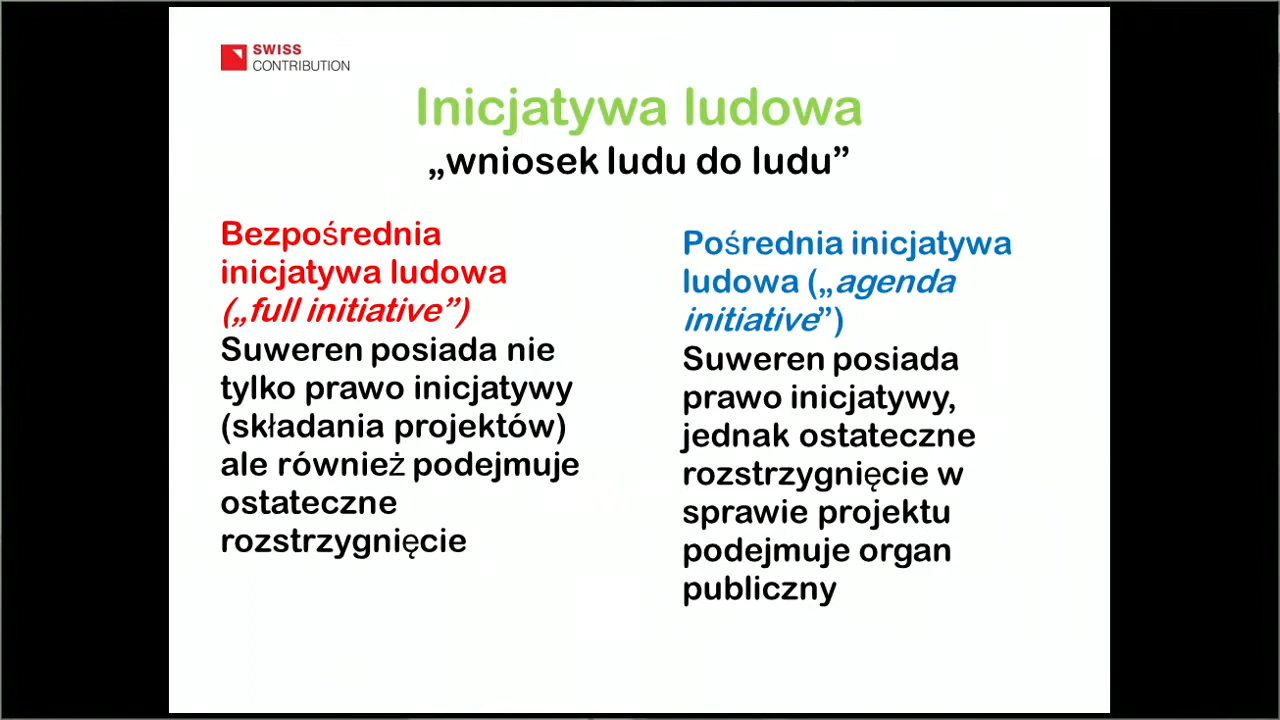 SWISS
CONTRIBUTION
Inicjatywa ludowa
„wniosek ludu do ludu”
Bezpośrednia
inicjatywa ludowa
(„full initiative”)
Suweren posiada nie
tylko prawo inicjatywy
(składania projektów)
ale również podejmuje
ostateczne
rozstrzygnięcie
Pośrednia inicjatywa
ludowa („agenda
initiative”)
Suweren posiada
prawo inicjatywy,
jednak ostateczne
rozstrzygnięcie w
sprawie projektu
podejmuje organ
publiczny